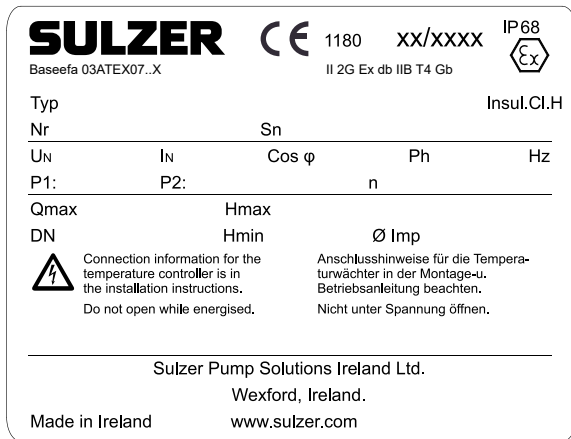 SULZER CE 1180 xx/xxxx IP68
Baseefa 03ATEX07..X II 2G Ex db IIB T4 Gb Ex
Typ Insul.Cl.H
Nr Sn
UN IN Cos φ Ph Hz
P1: P2: n
Qmax Hmax
DN Hmin Ø Imp
Connection information for the
temperature controller is in
the installation instructions.
Do not open while energised.
Anschlusshinweise für die Tempera-
turwächter in der Montage-u.
Betriebsanleitung beachten.
Nicht unter Spannung öffnen.
Sulzer Pump Solutions Ireland Ltd.
Wexford, Ireland.
Made in Ireland www.sulzer.com